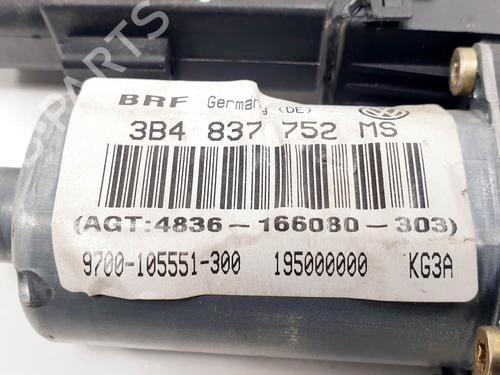 BRF Germany (DE)
3B4 837 752 MS
(AGT:4836-166080-303)
9700-105551-300 195000000 KG3A